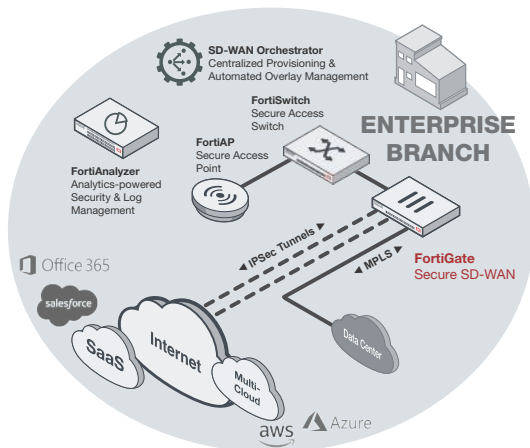 SD-WAN Orchestrator
Centralized Provisioning &
Automated Overlay Management
FortiSwitch
Secure Access
Switch
ENTERPRISE
BRANCH
FortiAP
Secure Access
Point
FortiAnalyzer
Analytics-powered
Security & Log
Management
IPSec Tunnels
MPLS
FortiGate
Secure SD-WAN
Office 365
salesforce
SaaS
Internet
Multi-
Cloud
Data Center
aws
Azure